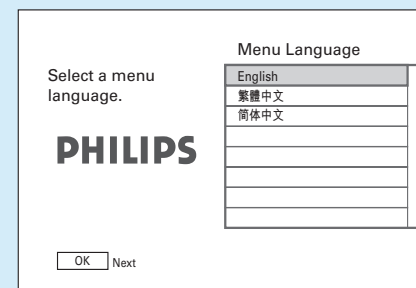 Menu Language
Select a menu
language.
English
繁體中文
简体中文
PHILIPS
OK Next